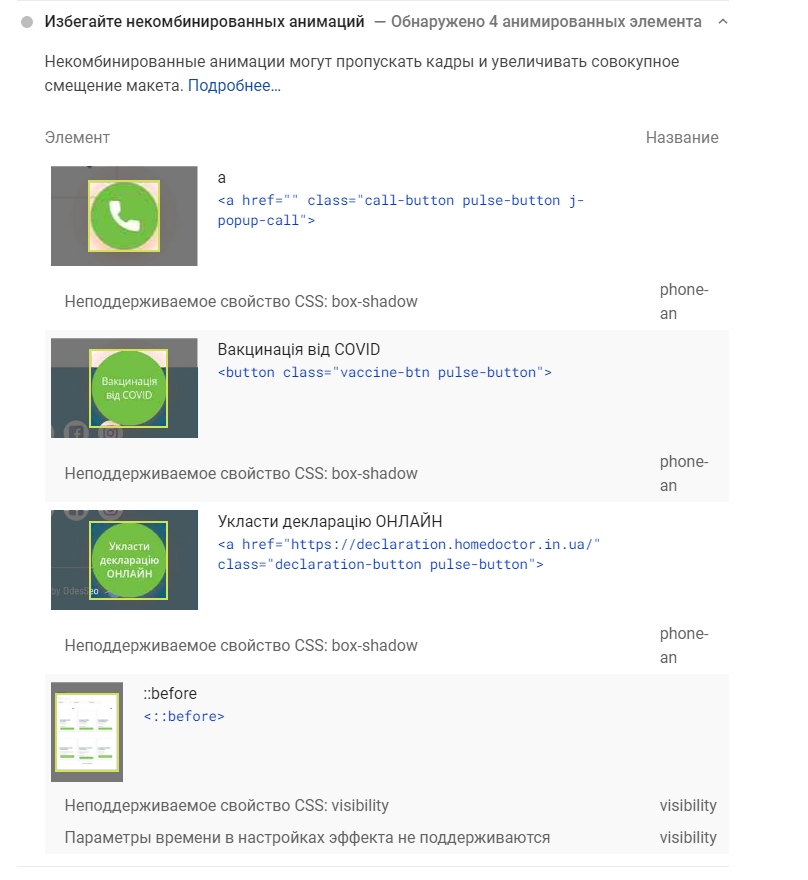 Избегайте некомбинированных анимаций — Обнаружено 4 анимированных элемента
Некомбинированные анимации могут пропускать кадры и увеличивать совокупное
смещение макета. Подробнее…
Элемент Название
a
<a href="" class="call-button pulse-button j-
popup-call">
Неподдерживаемое свойство CSS: box-shadow
phone-
an
Вакцинація
від COVID
Вакцинація від COVID
<button class="vaccine-btn pulse-button">
Неподдерживаемое свойство CSS: box-shadow
phone-
an
Укласти
декларацію
ОНЛАЙН
by OdesSeo >
Укласти декларацію ОНЛАЙН
<a href="https://declaration.homedoctor.in.ua/"
class="declaration-button pulse-button">
Неподдерживаемое свойство CSS: box-shadow
phone-
an
::before
<::before>
Неподдерживаемое свойство CSS: visibility visibility
Параметры времени в настройках эффекта не поддерживаются visibility